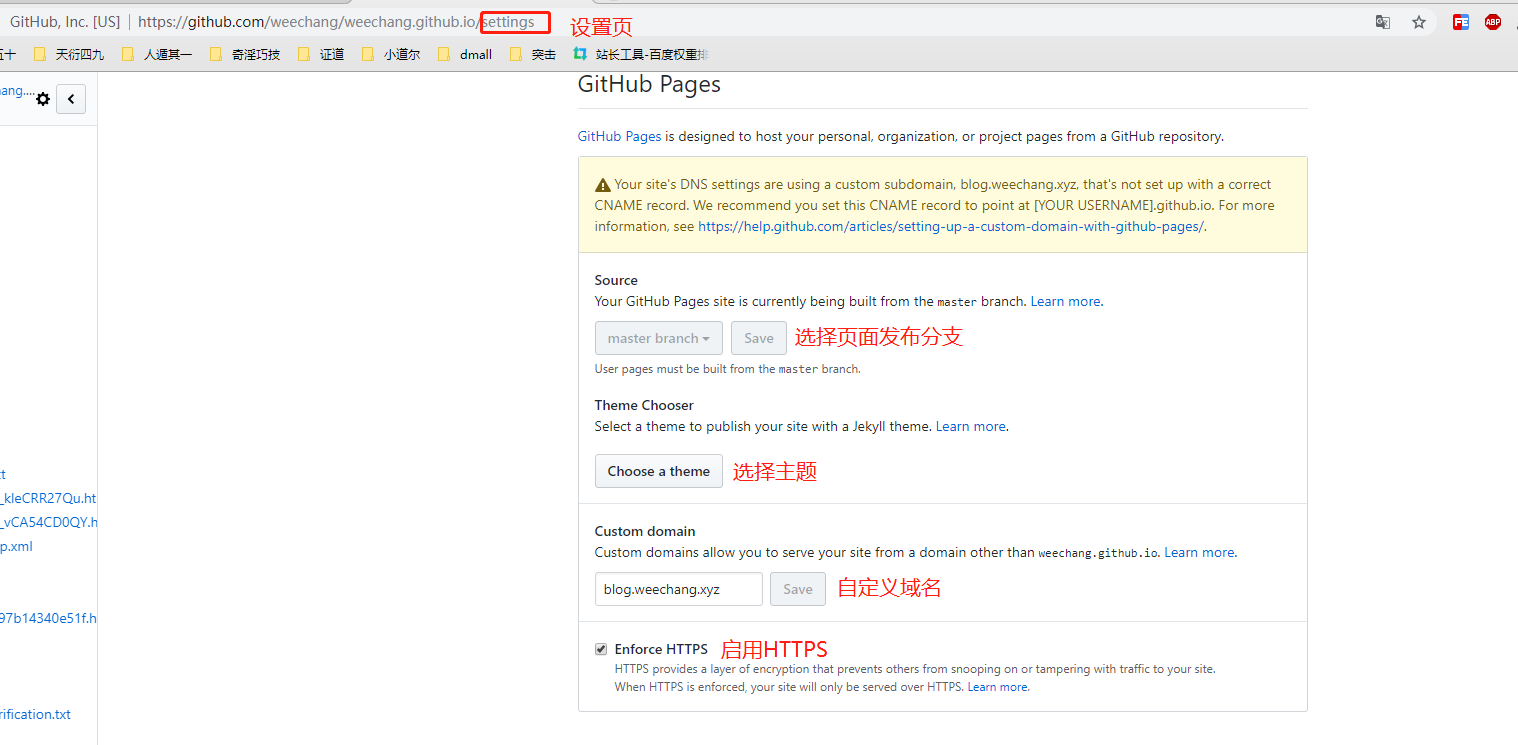 GitHub, Inc. [US] | https://github.com/weechang/weechang.github.io/settings 设置页
五十 天衍四九 人遁其一 奇淫巧技 证道 小道尔 dmall 突击 站长工具-百度权重排
ang....
GitHub Pages
GitHub Pages is designed to host your personal, organization, or project pages from a GitHub repository.
Your site's DNS settings are using a custom subdomain, blog.weechang.xyz, that's not set up with a correct
CNAME record. We recommend you set this CNAME record to point at [YOUR USERNAME].github.io. For more
information, see https://help.github.com/articles/setting-up-a-custom-domain-with-github-pages/.
Source
Your GitHub Pages site is currently being built from the master branch. Learn more.
master branch Save 选择页面发布分支
User pages must be built from the master branch.
Theme Chooser
Select a theme to publish your site with a Jekyll theme. Learn more.
Choose a theme 选择主题
Custom domain
Custom domains allow you to serve your site from a domain other than weechang.github.io. Learn more.
blog.weechang.xyz Save 自定义域名
Enforce HTTPS 启用HTTPS
HTTPS provides a layer of encryption that prevents others from snooping on or tampering with traffic to your site.
When HTTPS is enforced, your site will only be served over HTTPS. Learn more.
_kIeCRR27Qu.ht
_vCA54CD0QY.h
p.xml
97b14340e51f.h
rification.txt